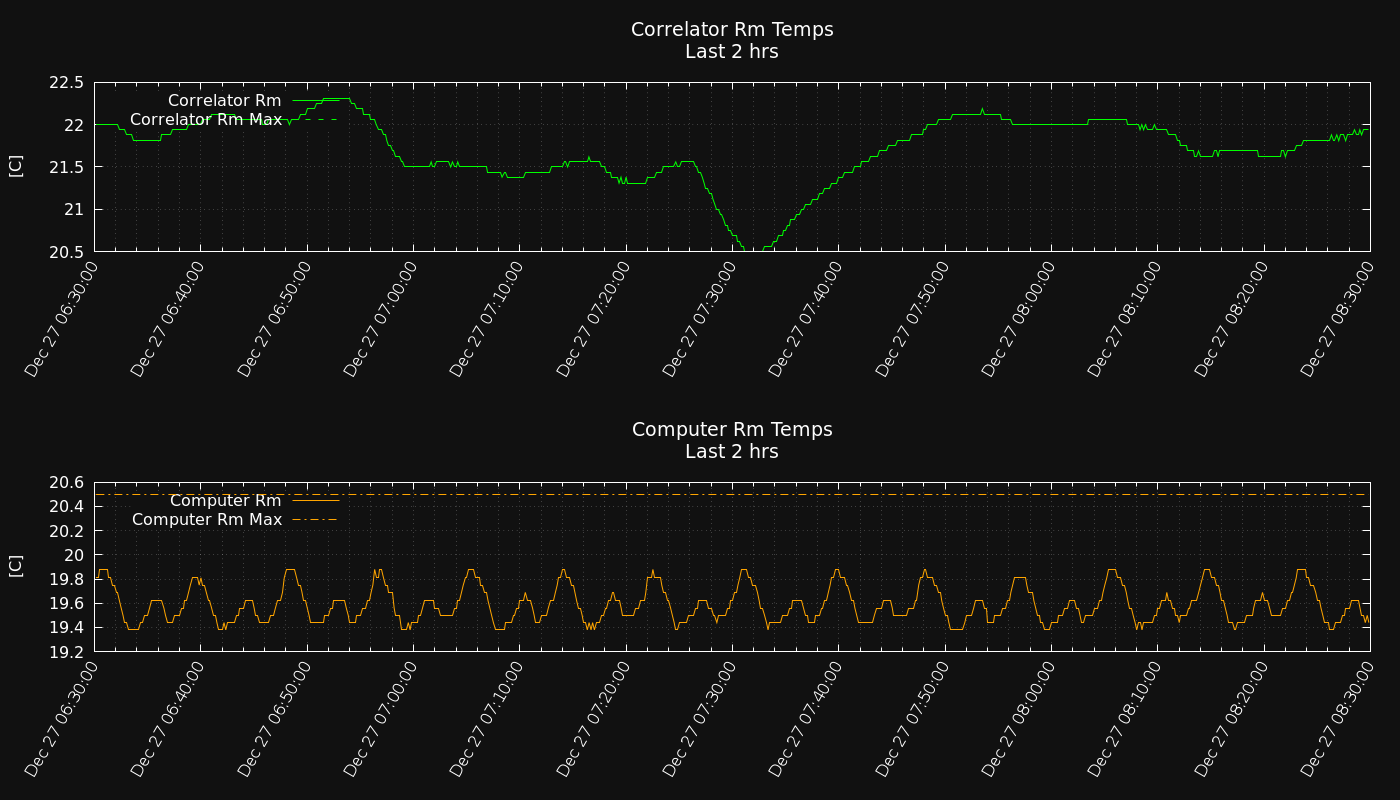 Correlator Rm Temps
Last 2 hrs
22.5
22
21.5
21
20.5
[C]
Correlator Rm
Correlator Rm Max
Dec 27 06:30:00
Dec 27 06:40:00
Dec 27 06:50:00
Dec 27 07:00:00
Dec 27 07:10:00
Dec 27 07:20:00
Dec 27 07:30:00
Dec 27 07:40:00
Dec 27 07:50:00
Dec 27 08:00:00
Dec 27 08:10:00
Dec 27 08:20:00
Dec 27 08:30:00
Computer Rm Temps
Last 2 hrs
20.6
20.4
20.2
20
19.8
19.6
19.4
19.2
[C]
Computer Rm
Computer Rm Max
Dec 27 06:30:00
Dec 27 06:40:00
Dec 27 06:50:00
Dec 27 07:00:00
Dec 27 07:10:00
Dec 27 07:20:00
Dec 27 07:30:00
Dec 27 07:40:00
Dec 27 07:50:00
Dec 27 08:00:00
Dec 27 08:10:00
Dec 27 08:20:00
Dec 27 08:30:00